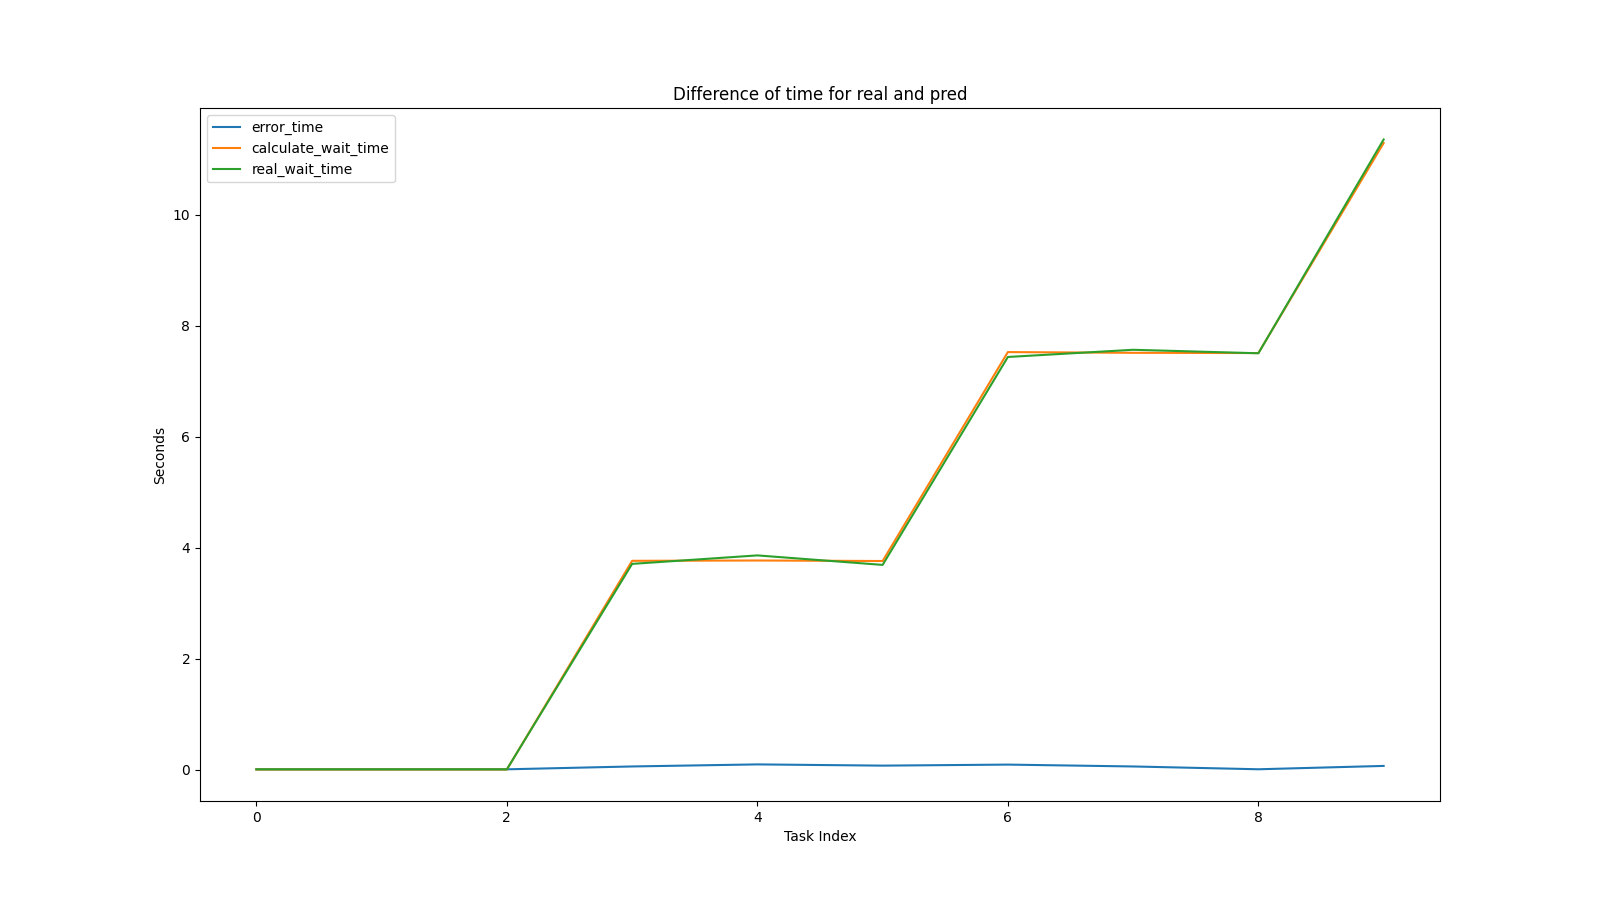 Difference of time for real and pred
error_time
calculate_wait_time
real_wait_time
10
8
6
4
2
0
Seconds
0 2 4 6 8
Task Index